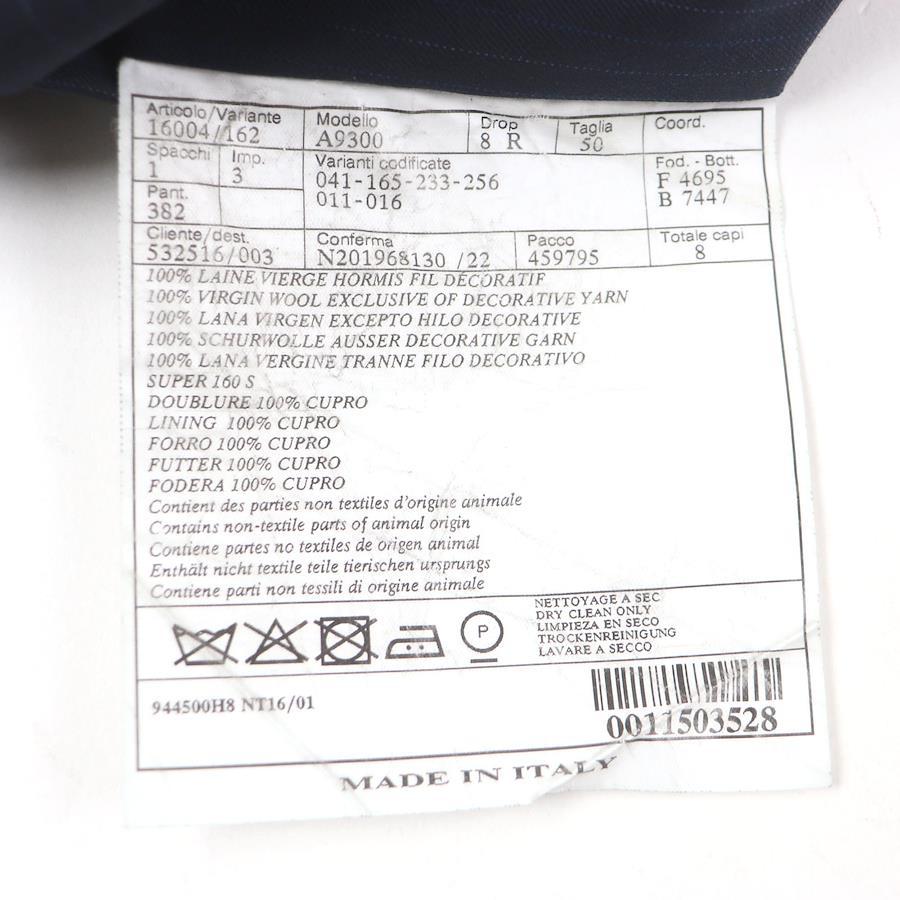 Articolo/Variante Modello Drop Taglia Coord.
16004/162 A9300 8 R 50
Spacchi Imp. Varianti codificate Fod. - Bott.
1 3 041-165-233-256 F 4695
Pant. 011-016 B 7447
382
Cliente/dest. Conferma Pacco Totale capi
532516/003 N201968130 /22 459795 8
100% LAINE VIERGE HORMIS FIL DÉCORATIF
100% VIRGIN WOOL EXCLUSIVE OF DECORATIVE YARN
100% LANA VIRGEN EXCEPTO HILO DECORATIVE
100% SCHURWOLLE AUSSER DECORATIVE GARN
100% LANA VERGINE TRANNE FILO DECORATIVO
SUPER 160 S
DOUBLURE 100% CUPRO
LINING 100% CUPRO
FORRO 100% CUPRO
FUTTER 100% CUPRO
FODERA 100% CUPRO
Contient des parties non textiles d'origine animale
Contains non-textile parts of animal origin
Contiene partes no textiles de origen animal
Enthält nicht textile teile tierischen ursprungs
Contiene parti non tessili di origine animale
P
NETTOYAGE A SEC
DRY CLEAN ONLY
LIMPIEZA EN SECO
TROCKENREINIGUNG
LAVARE A SECCO
944500H8 NT16/01
0011503528
MADE IN ITALY